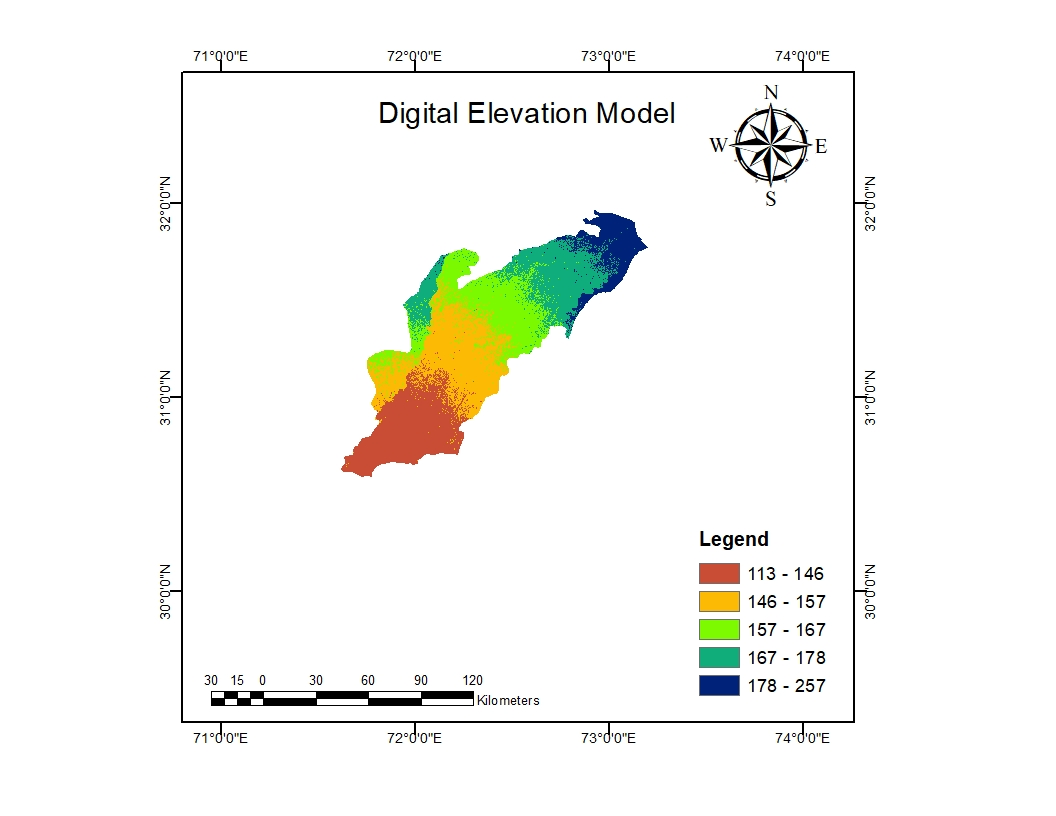 71°0'0"E 72°0'0"E 73°0'0"E 74°0'0"E
Digital Elevation Model
N
W E
S
32°0'0"N 32°0'0"N
31°0'0"N 31°0'0"N
30°0'0"N 30°0'0"N
Legend
113 - 146
146 - 157
157 - 167
167 - 178
178 - 257
30 15 0 30 60 90 120
Kilometers
71°0'0"E 72°0'0"E 73°0'0"E 74°0'0"E